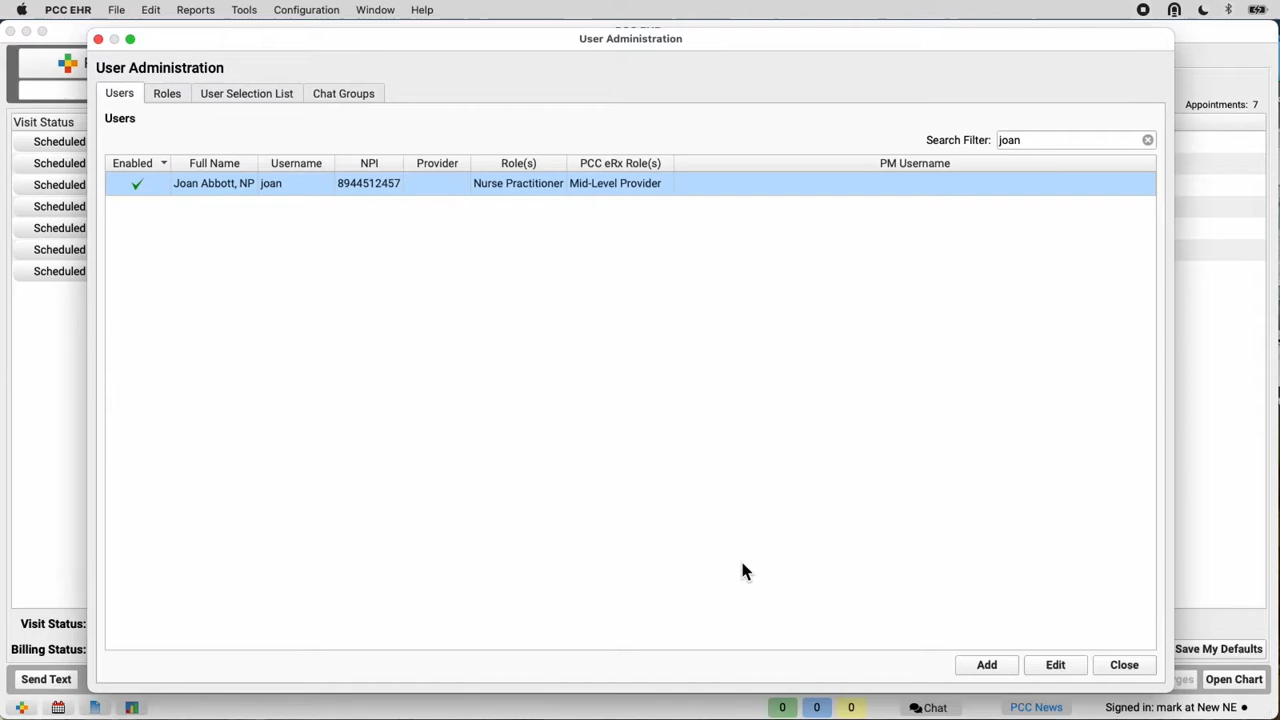 PCC EHR File Edit Reports Tools Configuration Window Help
User Administration
User Administration
Users Roles User Selection List Chat Groups
Appointments: 7
Users
Visit Status
Search Filter: joan
Enabled Full Name Username NPI Provider Role(s) PCC eRx Role(s) PM Username
Scheduled
Joan Abbott, NP joan 8944512457 Nurse Practitioner Mid-Level Provider
Scheduled
Scheduled
Scheduled
Scheduled
Scheduled
Scheduled
Visit Status:
Billing Status:
Save My Defaults
Add Edit Close
Send Text
Open Chart
0 0 0 Chat PCC News Signed in: mark at New NE